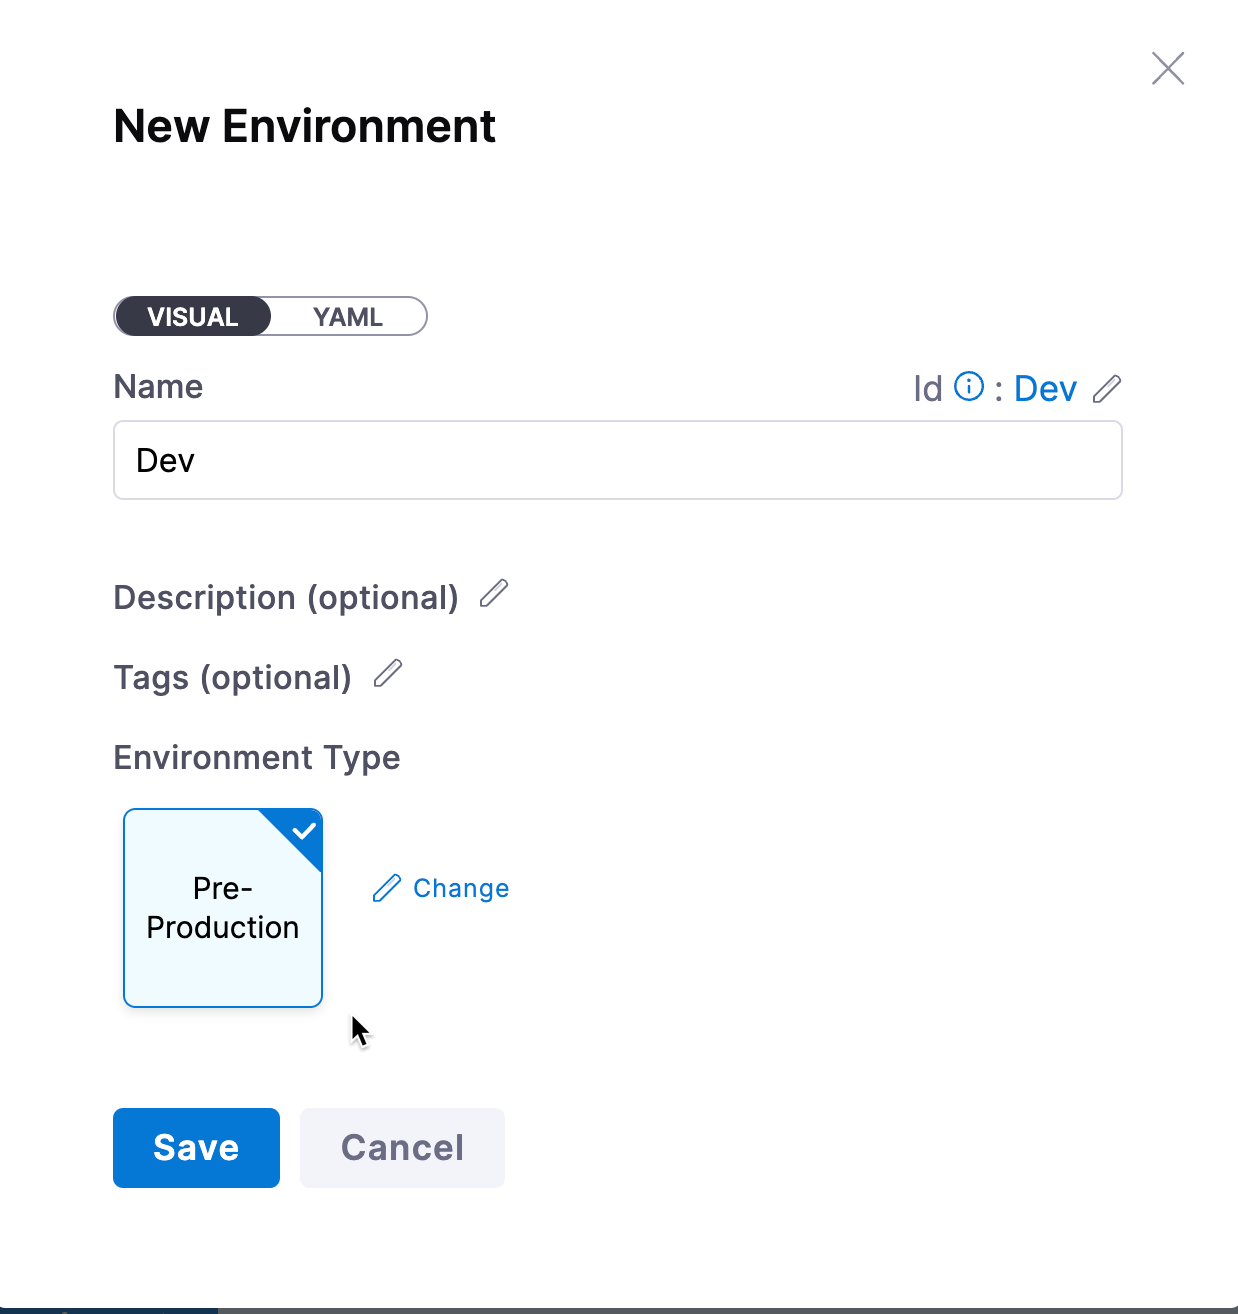 New Environment
VISUAL YAML
Name Id : Dev
Dev
Description (optional)
Tags (optional)
Environment Type
Pre-
Production
Change
Save Cancel